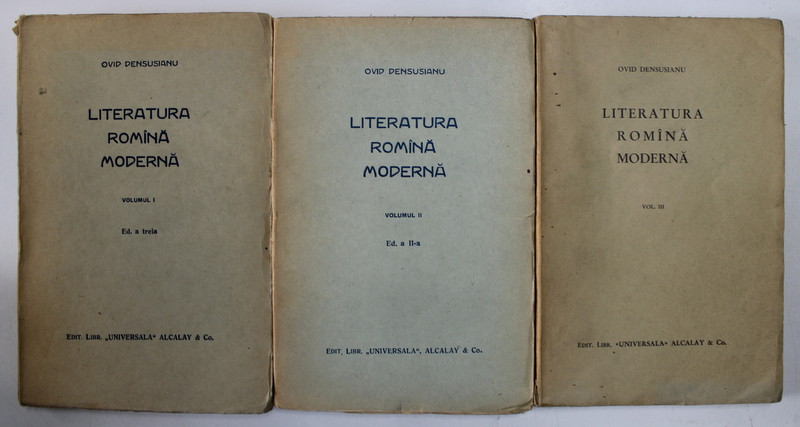 OVID DENSUSIANU
LITERATURA
ROMÎNĂ
MODERNĂ
VOLUMUL I
Ed. a treia
EDIT. LIBR. „UNIVERSALA“ ALCALAY & Co.
OVID DENSUSIANU
LITERATURA
ROMÎNĂ
MODERNĂ
VOLUMUL II
Ed. a II-a
EDIT. LIBR. „UNIVERSALA“, ALCALAY & Co.
OVID DENSUSIANU
LITERATURA
ROMÎNĂ
MODERNĂ
VOL. III
EDIT. LIBR. «UNIVERSALA» ALCALAY & Co.